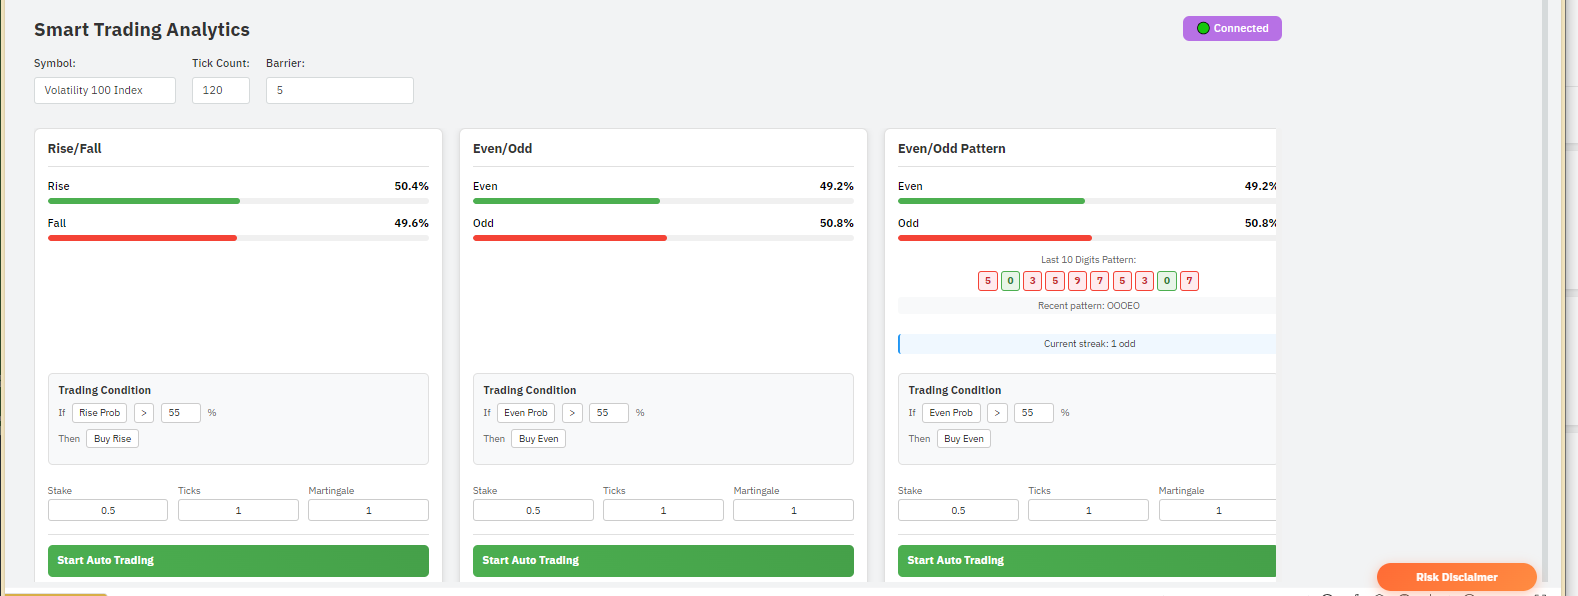 Smart Trading Analytics
Connected
Symbol: Tick Count: Barrier:
Volatility 100 Index 120 5
Rise/Fall
Rise 50.4%
Fall 49.6%
Trading Condition
If Rise Prob > 55 %
Then Buy Rise
Stake Ticks Martingale
0.5 1 1
Start Auto Trading
Even/Odd
Even 49.2%
Odd 50.8%
Trading Condition
If Even Prob > 55 %
Then Buy Even
Stake Ticks Martingale
0.5 1 1
Start Auto Trading
Even/Odd Pattern
Even 49.2%
Odd 50.8%
Last 10 Digits Pattern:
5 0 3 5 9 7 5 3 0 7
Recent pattern: OOOEO
Current streak: 1 odd
Trading Condition
If Even Prob > 55 %
Then Buy Even
Stake Ticks Martingale
0.5 1 1
Start Auto Trading
Risk Disclaimer